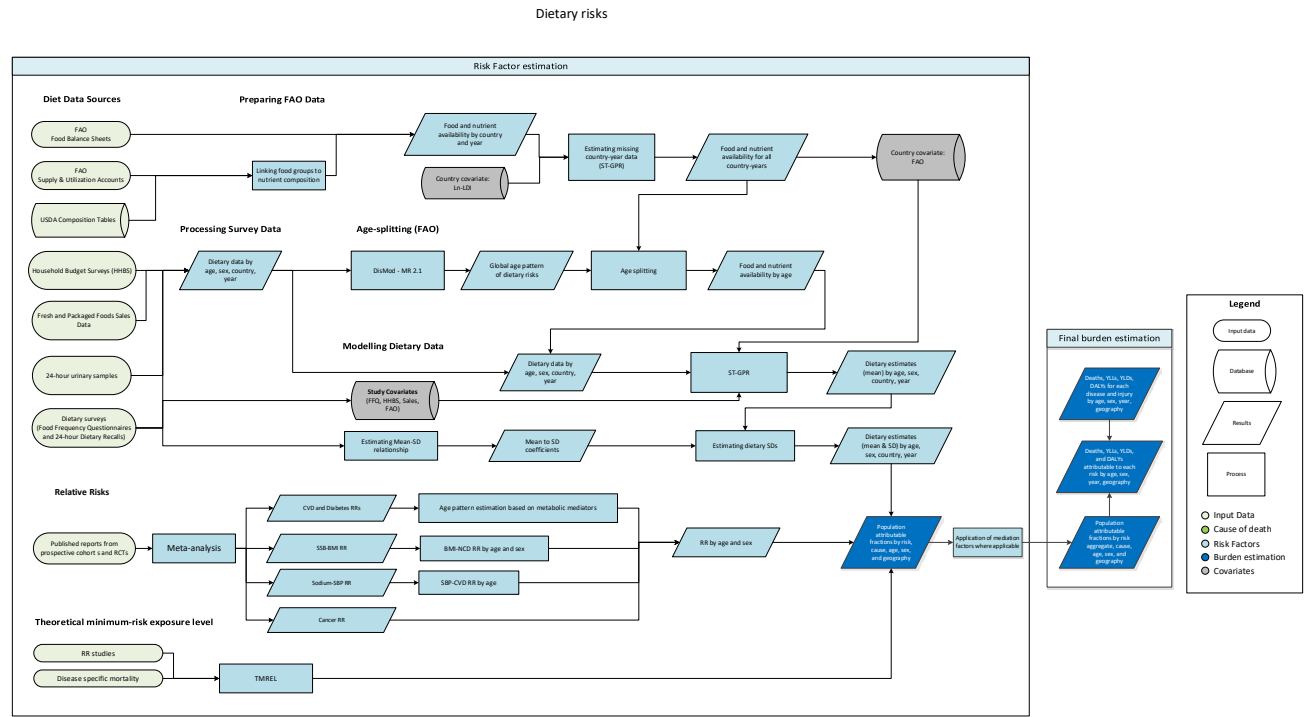 Dietary risks
Risk Factor estimation
Diet Data Sources
Preparing FAO Data
FAO
Food Balance Sheets
Food and nutrient
availability by country
and year
Estimating missing
country-year data
(ST-GPR)
Food and nutrient
availability for all
country-years
Country covariate:
FAO
FAO
Supply & Utilization Accounts
Linking food groups to
nutrient composition
Country covariate:
Ln-LDI
USDA Composition Tables
Processing Survey Data
Age-splitting (FAO)
Household Budget Surveys (HHBS)
Dietary data by
age, sex, country,
year
DisMod - MR 2.1
Global age pattern
of dietary risks
Age splitting
Food and nutrient
availability by age
Fresh and Packaged Foods Sales
Data
Modelling Dietary Data
24-hour urinary samples
Dietary data by
age, sex, country,
year
ST-GPR
Dietary estimates
(mean) by age, sex,
country, year
Study Covariates
(FFQ, HHBS, Sales,
FAO)
Dietary surveys
(Food Frequency Questionnaires
and 24-hour Dietary Recalls)
Estimating Mean-SD
relationship
Mean to SD
coefficients
Estimating dietary SDs
Dietary estimates
(mean & SD) by age,
sex, country, year
Relative Risks
Published reports from
prospective cohort s and RCTs
Meta-analysis
CVD and Diabetes RRs
Age pattern estimation based on metabolic mediators
SSB-BMI RR
BMI-NCD RR by age and sex
Sodium-SBP RR
SBP-CVD RR by age
Cancer RR
RR by age and sex
Population
attributable
fractions by risk,
cause, age, sex,
and geography
Application of mediation
factors where applicable
Theoretical minimum-risk exposure level
RR studies
Disease specific mortality
TMREL
Final burden estimation
Deaths, YLLs, YLDs,
DALYs for each
disease and injury
by age, sex, year,
geography
Deaths, YLLs, YLDs,
and DALYs
attributable to each
risk by age, sex,
year, geography
Population
attributable
fractions by risk
aggregate, cause,
age, sex, and
geography
Legend
Input data
Database
Results
Process
Input Data
Cause of death
Risk Factors
Burden estimation
Covariates